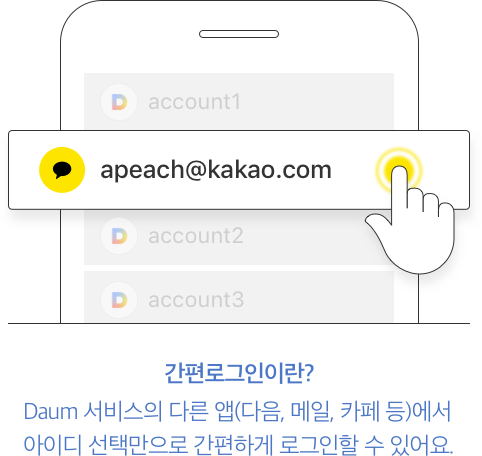 D account1
apeach@kakao.com
D account2
D account3
간편로그인이란?
Daum 서비스의 다른 앱(다음, 메일, 카페 등)에서
아이디 선택만으로 간편하게 로그인할 수 있어요.